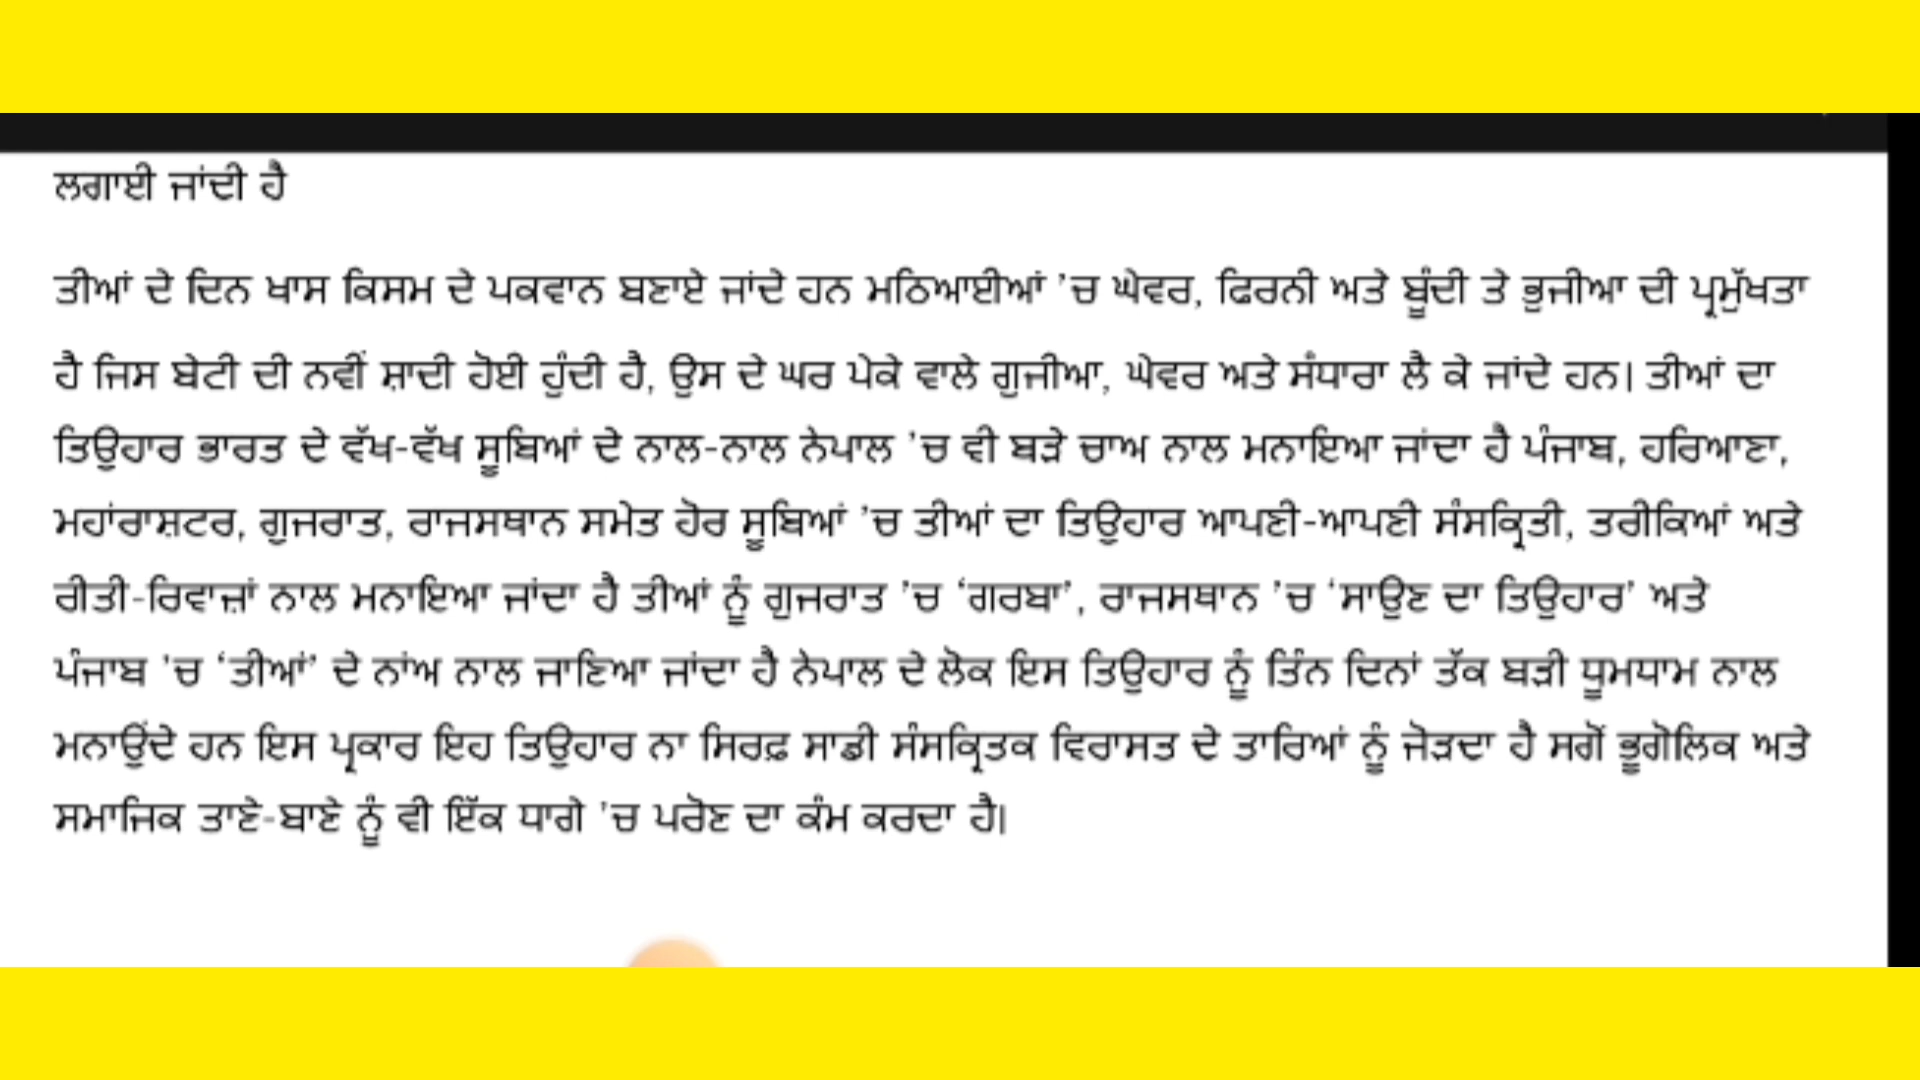 ਲਗਾਈ ਜਾਂਦੀ ਹੈ
ਤੀਆਂ ਦੇ ਦਿਨ ਖਾਸ ਕਿਸਮ ਦੇ ਪਕਵਾਨ ਬਣਾਏ ਜਾਂਦੇ ਹਨ ਮਠਿਆਈਆਂ ’ਚ ਘੇਵਰ, ਫਿਰਨੀ ਅਤੇ ਬੂੰਦੀ ਤੇ ਭੁਜੀਆ ਦੀ ਪ੍ਰਮੁੱਖਤਾ
ਹੈ ਜਿਸ ਬੇਟੀ ਦੀ ਨਵੀਂ ਸ਼ਾਦੀ ਹੋਈ ਹੁੰਦੀ ਹੈ, ਉਸ ਦੇ ਘਰ ਪੇਕੇ ਵਾਲੇ ਗੁਜੀਆ, ਘੇਵਰ ਅਤੇ ਸੰਧਾਰਾ ਲੈ ਕੇ ਜਾਂਦੇ ਹਨ। ਤੀਆਂ ਦਾ
ਤਿਉਹਾਰ ਭਾਰਤ ਦੇ ਵੱਖ-ਵੱਖ ਸੂਬਿਆਂ ਦੇ ਨਾਲ-ਨਾਲ ਨੇਪਾਲ ’ਚ ਵੀ ਬੜੇ ਚਾਅ ਨਾਲ ਮਨਾਇਆ ਜਾਂਦਾ ਹੈ ਪੰਜਾਬ, ਹਰਿਆਣਾ,
ਮਹਾਂਰਾਸ਼ਟਰ, ਗੁਜਰਾਤ, ਰਾਜਸਥਾਨ ਸਮੇਤ ਹੋਰ ਸੂਬਿਆਂ ’ਚ ਤੀਆਂ ਦਾ ਤਿਉਹਾਰ ਆਪਣੀ-ਆਪਣੀ ਸੰਸਕ੍ਰਿਤੀ, ਤਰੀਕਿਆਂ ਅਤੇ
ਰੀਤੀ-ਰਿਵਾਜ਼ਾਂ ਨਾਲ ਮਨਾਇਆ ਜਾਂਦਾ ਹੈ ਤੀਆਂ ਨੂੰ ਗੁਜਰਾਤ ’ਚ ‘ਗਰਬਾ’, ਰਾਜਸਥਾਨ ’ਚ ‘ਸਾਉਣ ਦਾ ਤਿਉਹਾਰ’ ਅਤੇ
ਪੰਜਾਬ ’ਚ ‘ਤੀਆਂ’ ਦੇ ਨਾਂਅ ਨਾਲ ਜਾਣਿਆ ਜਾਂਦਾ ਹੈ ਨੇਪਾਲ ਦੇ ਲੋਕ ਇਸ ਤਿਉਹਾਰ ਨੂੰ ਤਿੰਨ ਦਿਨਾਂ ਤੱਕ ਬੜੀ ਧੂਮਧਾਮ ਨਾਲ
ਮਨਾਉਂਦੇ ਹਨ ਇਸ ਪ੍ਰਕਾਰ ਇਹ ਤਿਉਹਾਰ ਨਾ ਸਿਰਫ਼ ਸਾਡੀ ਸੰਸਕ੍ਰਿਤਕ ਵਿਰਾਸਤ ਦੇ ਤਾਰਿਆਂ ਨੂੰ ਜੋੜਦਾ ਹੈ ਸਗੋਂ ਭੂਗੋਲਿਕ ਅਤੇ
ਸਮਾਜਿਕ ਤਾਣੇ-ਬਾਣੇ ਨੂੰ ਵੀ ਇੱਕ ਧਾਗੇ ’ਚ ਪਰੋਣ ਦਾ ਕੰਮ ਕਰਦਾ ਹੈ।